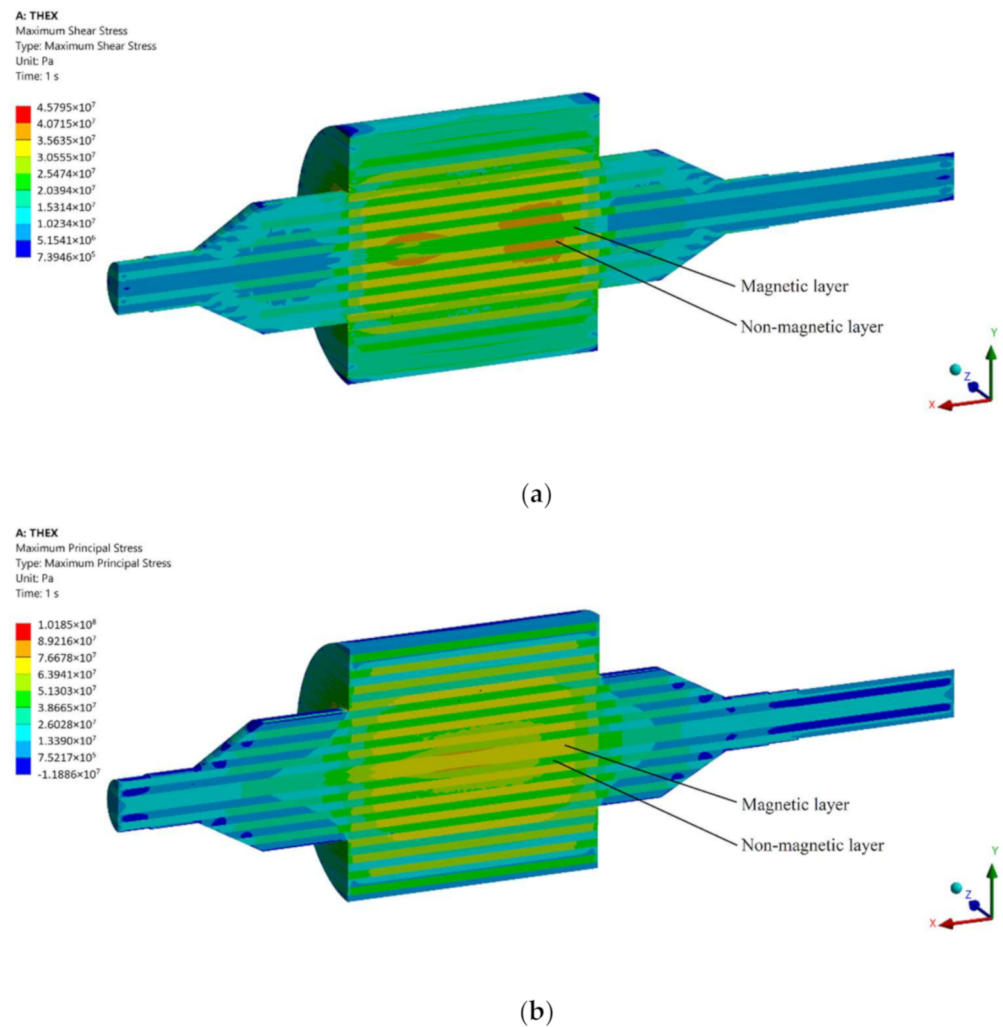 A: THEX
Maximum Shear Stress
Type: Maximum Shear Stress
Unit: Pa
Time: 1 s
4.5795×10⁷
4.0715×10⁷
3.5635×10⁷
3.0555×10⁷
2.5474×10⁷
2.0394×10⁷
1.5314×10⁷
1.0234×10⁷
5.1541×10⁶
7.3946×10⁵
Magnetic layer
Non-magnetic layer
Y
Z
X
(a)
A: THEX
Maximum Principal Stress
Type: Maximum Principal Stress
Unit: Pa
Time: 1 s
1.0185×10⁸
8.9216×10⁷
7.6678×10⁷
6.3941×10⁷
5.1303×10⁷
3.8665×10⁷
2.6028×10⁷
1.3390×10⁷
7.5217×10⁵
-1.1886×10⁷
Magnetic layer
Non-magnetic layer
Y
Z
X
(b)